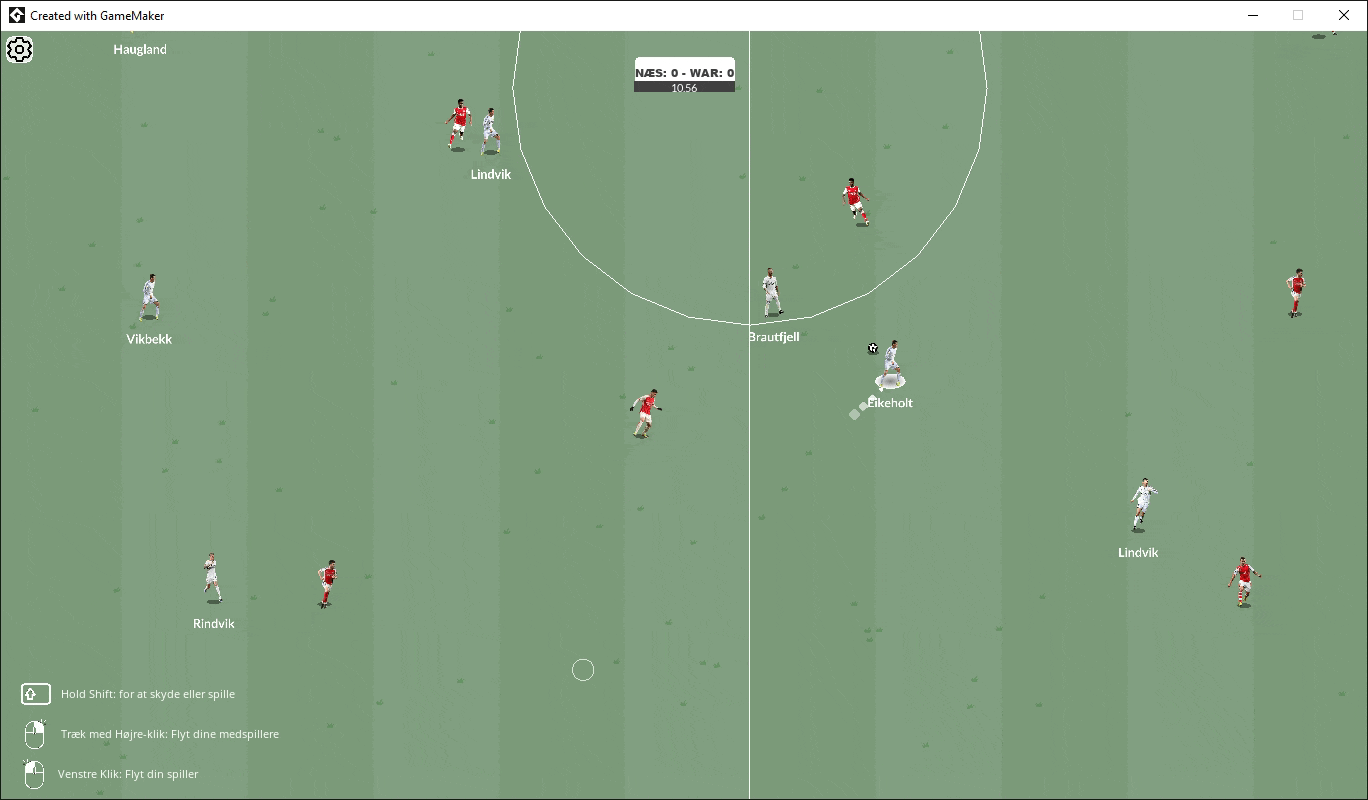 Created with GameMaker
Haugland
NÆS: 0 - WAR: 0
10:56
Lindvik
Vikbekk
Brautfjell
Eikeholt
Lindvik
Rindvik
Hold Shift: for at skyde eller spille
Træk med Højre-klik: Flyt dine medspillere
Venstre Klik: Flyt din spiller